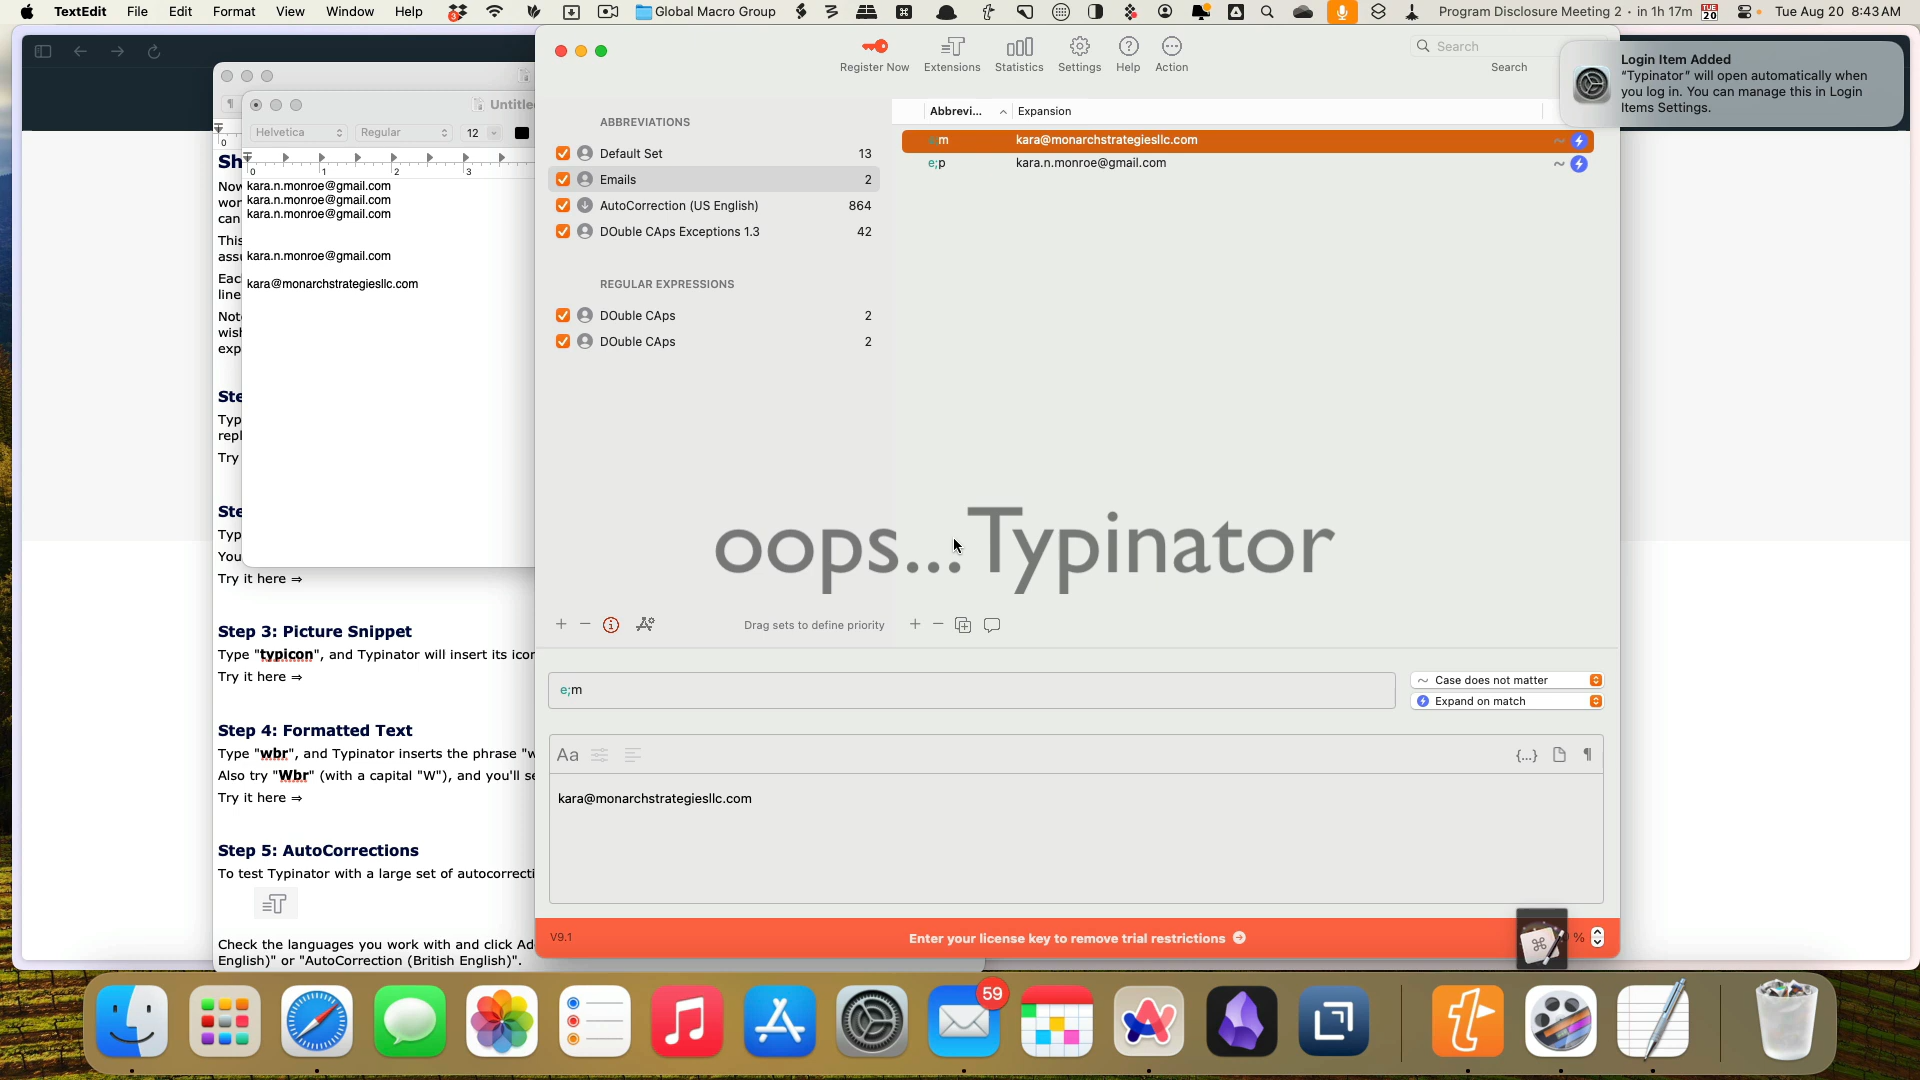 TextEdit File Edit Format View Window Help
3
Global Macro Group
Program Disclosure Meeting 2 • in 1h 17m
TUE
20
Tue Aug 20 8:43 AM
Register Now
Extensions
Statistics
Settings
Help
Action
Search
Search
Login Item Added
"Typinator" will open automatically when
you log in. You can manage this in Login
Items Settings.
Helvetica
Regular
12
0 1 2 3
kara.n.monroe@gmail.com
kara.n.monroe@gmail.com
kara.n.monroe@gmail.com
kara.n.monroe@gmail.com
kara@monarchstrategiesllc.com
ABBREVIATIONS
Default Set 13
Emails 2
AutoCorrection (US English) 864
DOuble CAps Exceptions 1.3 42
REGULAR EXPRESSIONS
DOuble CAps 2
DOuble CAps 2
Abbrevi... Expansion
e;m kara@monarchstrategiesllc.com
e;p kara.n.monroe@gmail.com
oops...Typinator
Drag sets to define priority
e;m
Case does not matter
Expand on match
Aa
{...}
¶
kara@monarchstrategiesllc.com
V9.1
Enter your license key to remove trial restrictions
%
Try it here ⇒
Step 3: Picture Snippet
Type "typicon", and Typinator will insert its icon
Try it here ⇒
Step 4: Formatted Text
Type "wbr", and Typinator inserts the phrase "w
Also try "Wbr" (with a capital "W"), and you'll se
Try it here ⇒
Step 5: AutoCorrections
To test Typinator with a large set of autocorrecti
Check the languages you work with and click Ad
English)" or "AutoCorrection (British English)".
59